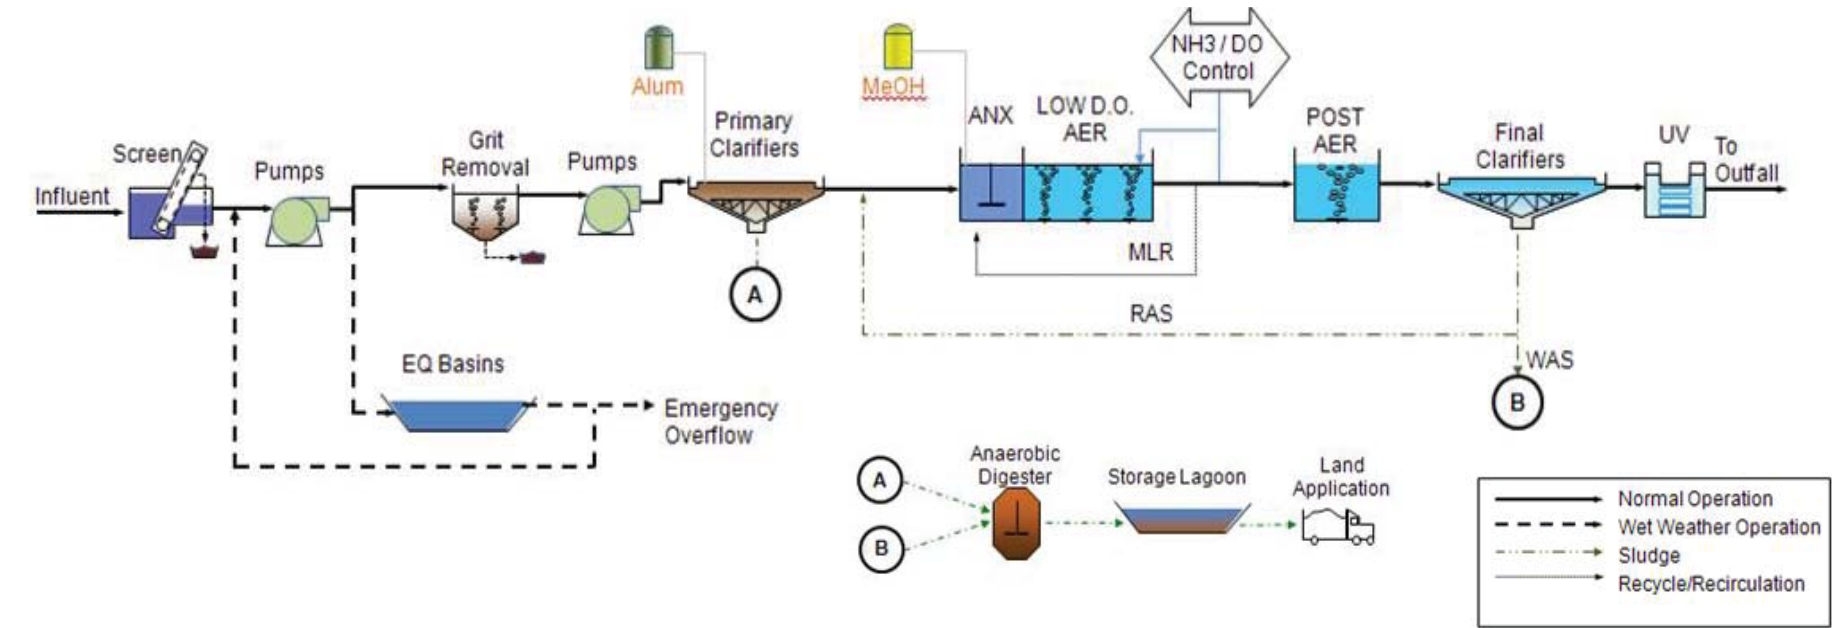 NH3 / DO
Control
Alum
MeOH
ANX
LOW D.O.
AER
Primary
Clarifiers
POST
AER
Final
Clarifiers
UV
To
Outfall
Screen
Pumps
Grit
Removal
Pumps
Influent
MLR
A
RAS
WAS
B
EQ Basins
Emergency
Overflow
A
B
Anaerobic
Digester
Storage Lagoon
Land
Application
Normal Operation
Wet Weather Operation
Sludge
Recycle/Recirculation